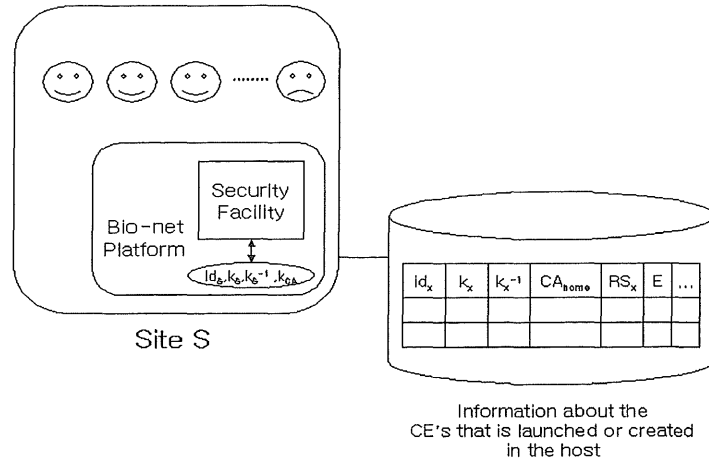 ........
Security
Facility
Bio-net
Platform
id_s, k_s, k_s⁻¹, k_CA
Site S
id_x k_x k_x⁻¹ CA_home RS_x E ...
Information about the
CE's that is launched or created
in the host